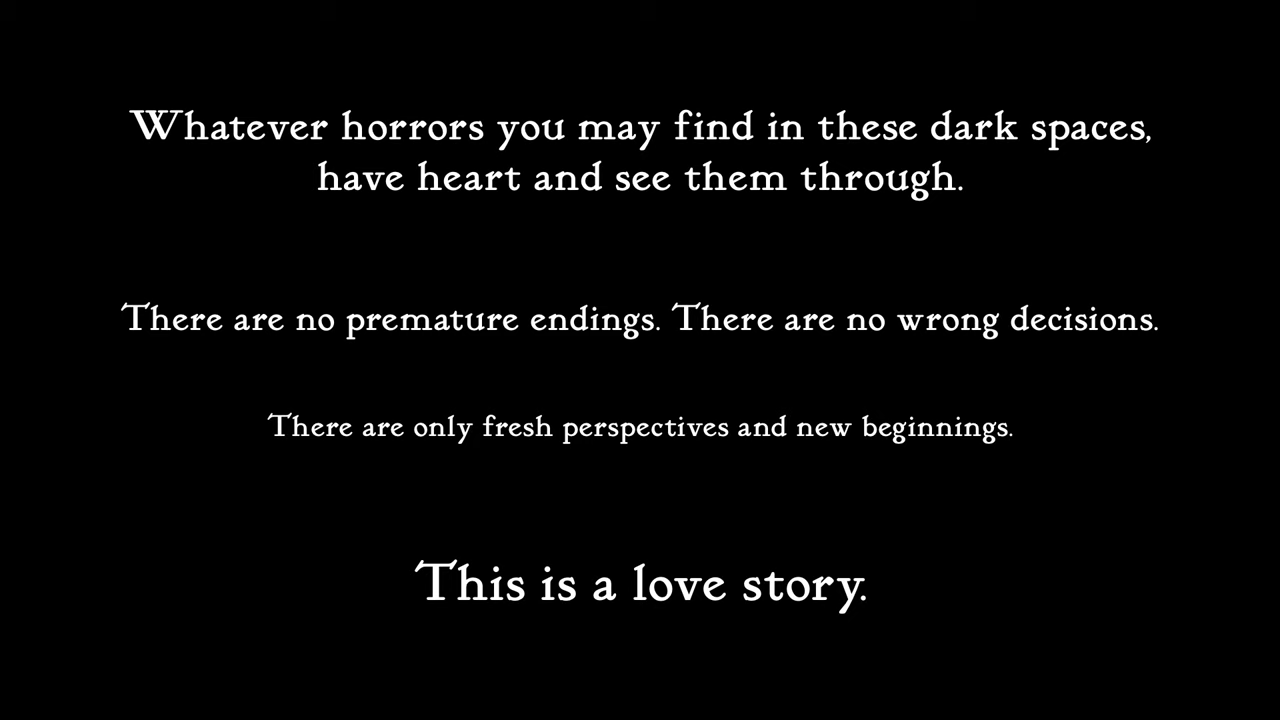 Whatever horrors you may find in these dark spaces,
have heart and see them through.
There are no premature endings. There are no wrong decisions.
There are only fresh perspectives and new beginnings.
This is a love story.